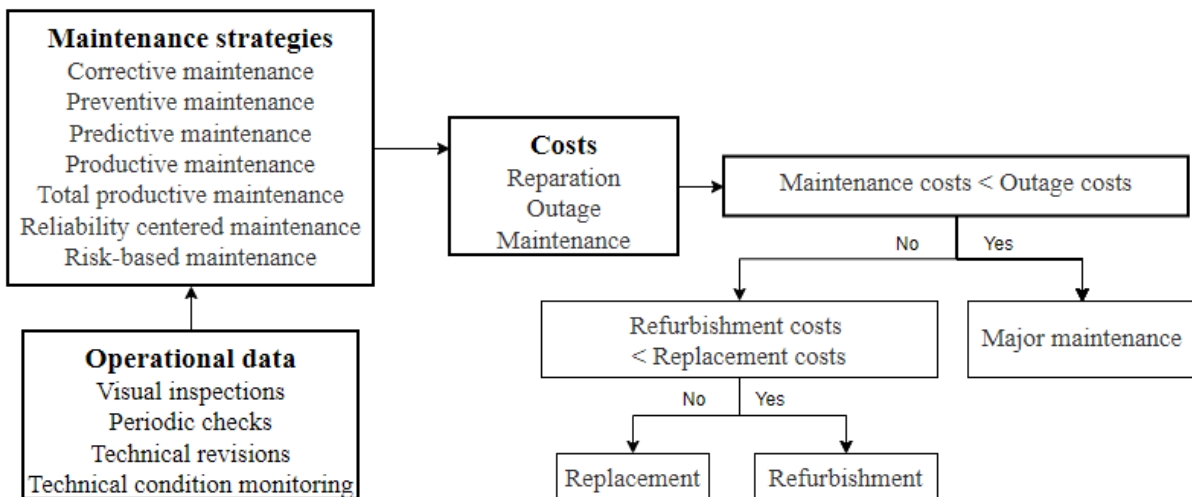 Maintenance strategies
Corrective maintenance
Preventive maintenance
Predictive maintenance
Productive maintenance
Total productive maintenance
Reliability centered maintenance
Risk-based maintenance
Operational data
Visual inspections
Periodic checks
Technical revisions
Technical condition monitoring
Costs
Reparation
Outage
Maintenance
Maintenance costs < Outage costs
No
Yes
Refurbishment costs
< Replacement costs
Major maintenance
No
Yes
Replacement
Refurbishment